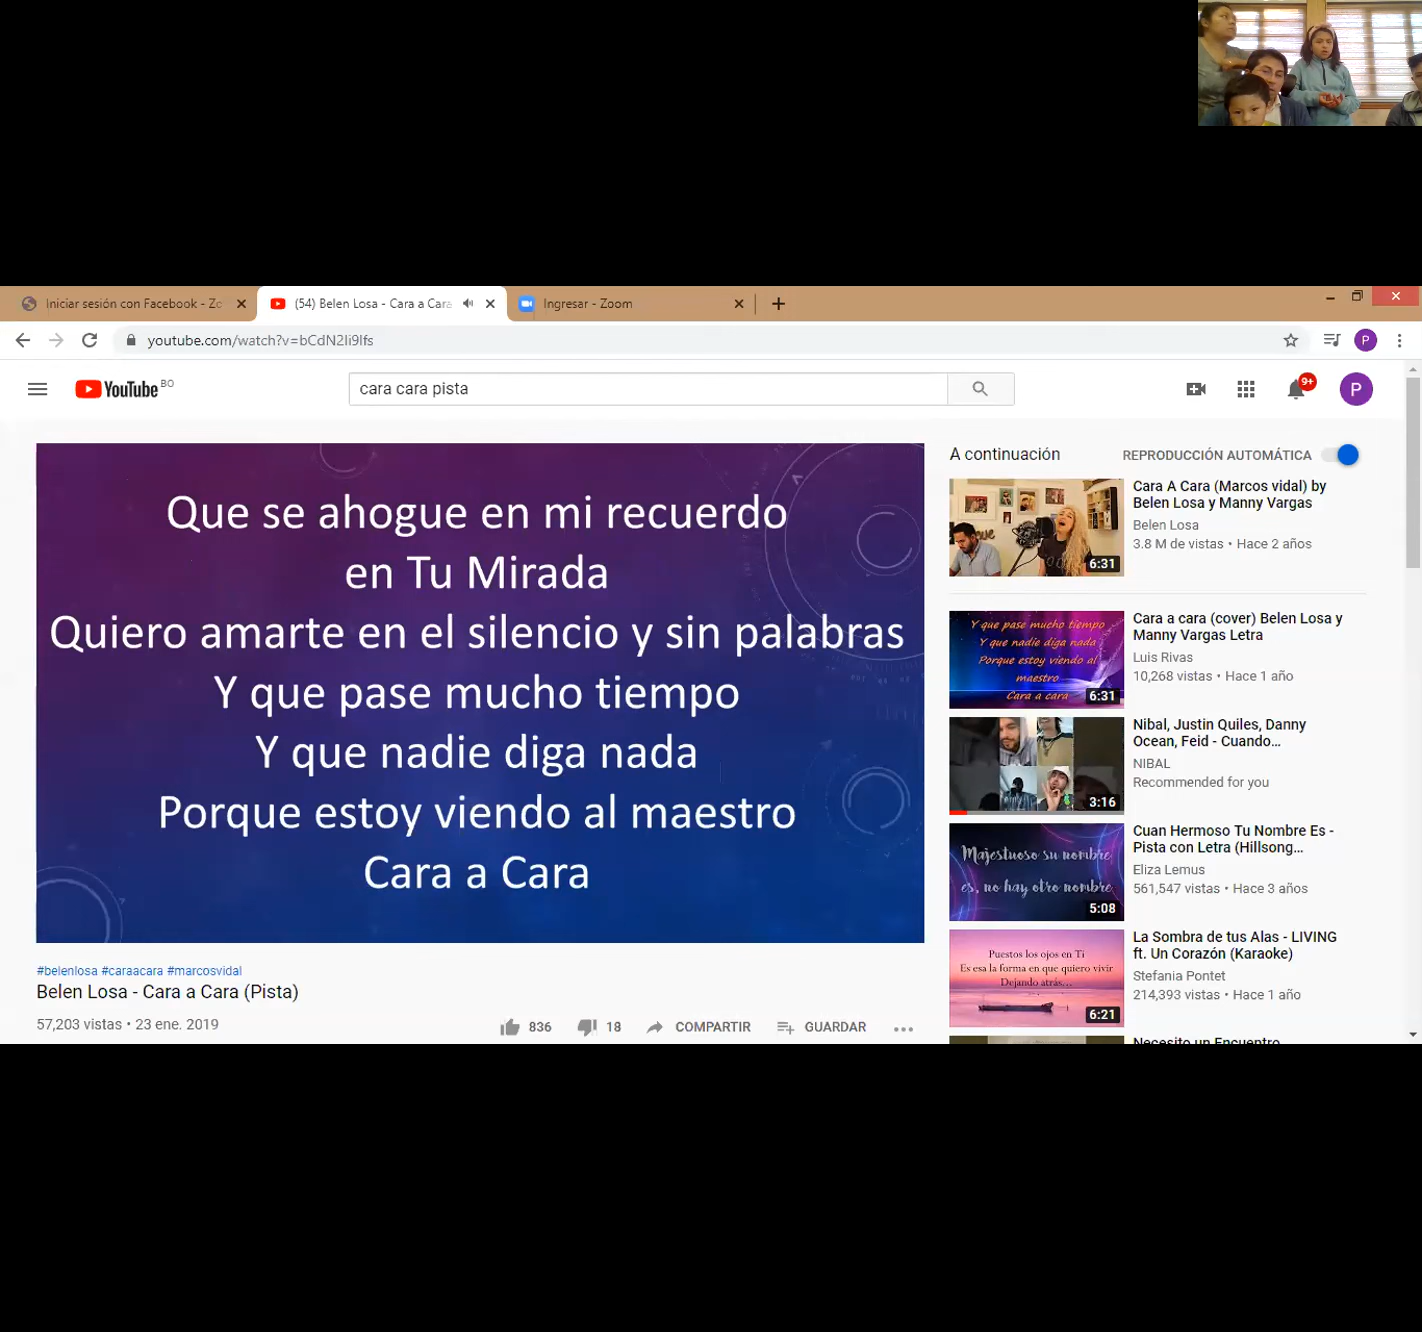 Iniciar sesión con Facebook - Zo
(54) Belen Losa - Cara a Cara
Ingresar - Zoom
youtube.com/watch?v=bCdN2Ii9lfs
P
YouTube BO
cara cara pista
9+
P
Que se ahogue en mi recuerdo
en Tu Mirada
Quiero amarte en el silencio y sin palabras
Y que pase mucho tiempo
Y que nadie diga nada
Porque estoy viendo al maestro
Cara a Cara
#belenlosa #caraacara #marcosvidal
Belen Losa - Cara a Cara (Pista)
57,203 vistas • 23 ene. 2019
836
18
COMPARTIR
GUARDAR
A continuación
REPRODUCCIÓN AUTOMÁTICA
6:31
Cara A Cara (Marcos vidal) by
Belen Losa y Manny Vargas
Belen Losa
3.8 M de vistas • Hace 2 años
Y que pase mucho tiempo
Y que nadie diga nada
Porque estoy viendo al
maestro
Cara a cara
6:31
Cara a cara (cover) Belen Losa y
Manny Vargas Letra
Luis Rivas
10,268 vistas • Hace 1 año
3:16
Nibal, Justin Quiles, Danny
Ocean, Feid - Cuando...
NIBAL
Recommended for you
Majestuoso su nombre
es, no hay otro nombre
5:08
Cuan Hermoso Tu Nombre Es -
Pista con Letra (Hillsong...
Eliza Lemus
561,547 vistas • Hace 3 años
Puestos los ojos en Ti
Es esa la forma en que quiero vivir
Dejando atrás...
6:21
La Sombra de tus Alas - LIVING
ft. Un Corazón (Karaoke)
Stefania Pontet
214,393 vistas • Hace 1 año
Necesito un Encuentro